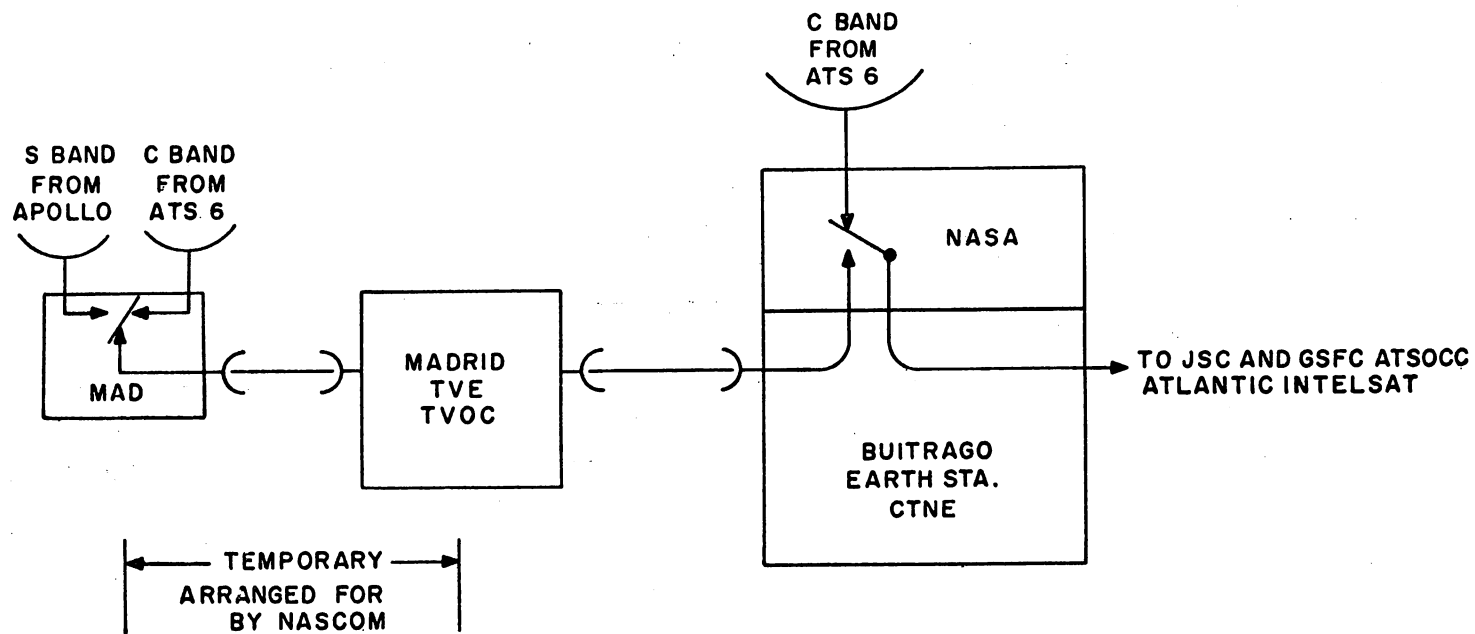 C BAND
FROM
ATS 6
S BAND
FROM
APOLLO
C BAND
FROM
ATS 6
NASA
MAD
MADRID
TVE
TVOC
TO JSC AND GSFC ATSOCC
ATLANTIC INTELSAT
BUITRAGO
EARTH STA.
CTNE
TEMPORARY
ARRANGED FOR
BY NASCOM